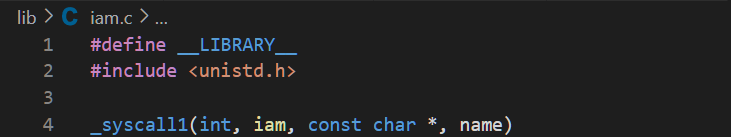 lib > C iam.c > ...
1 #define __LIBRARY__
2 #include <unistd.h>
3
4 _syscall1(int, iam, const char *, name)